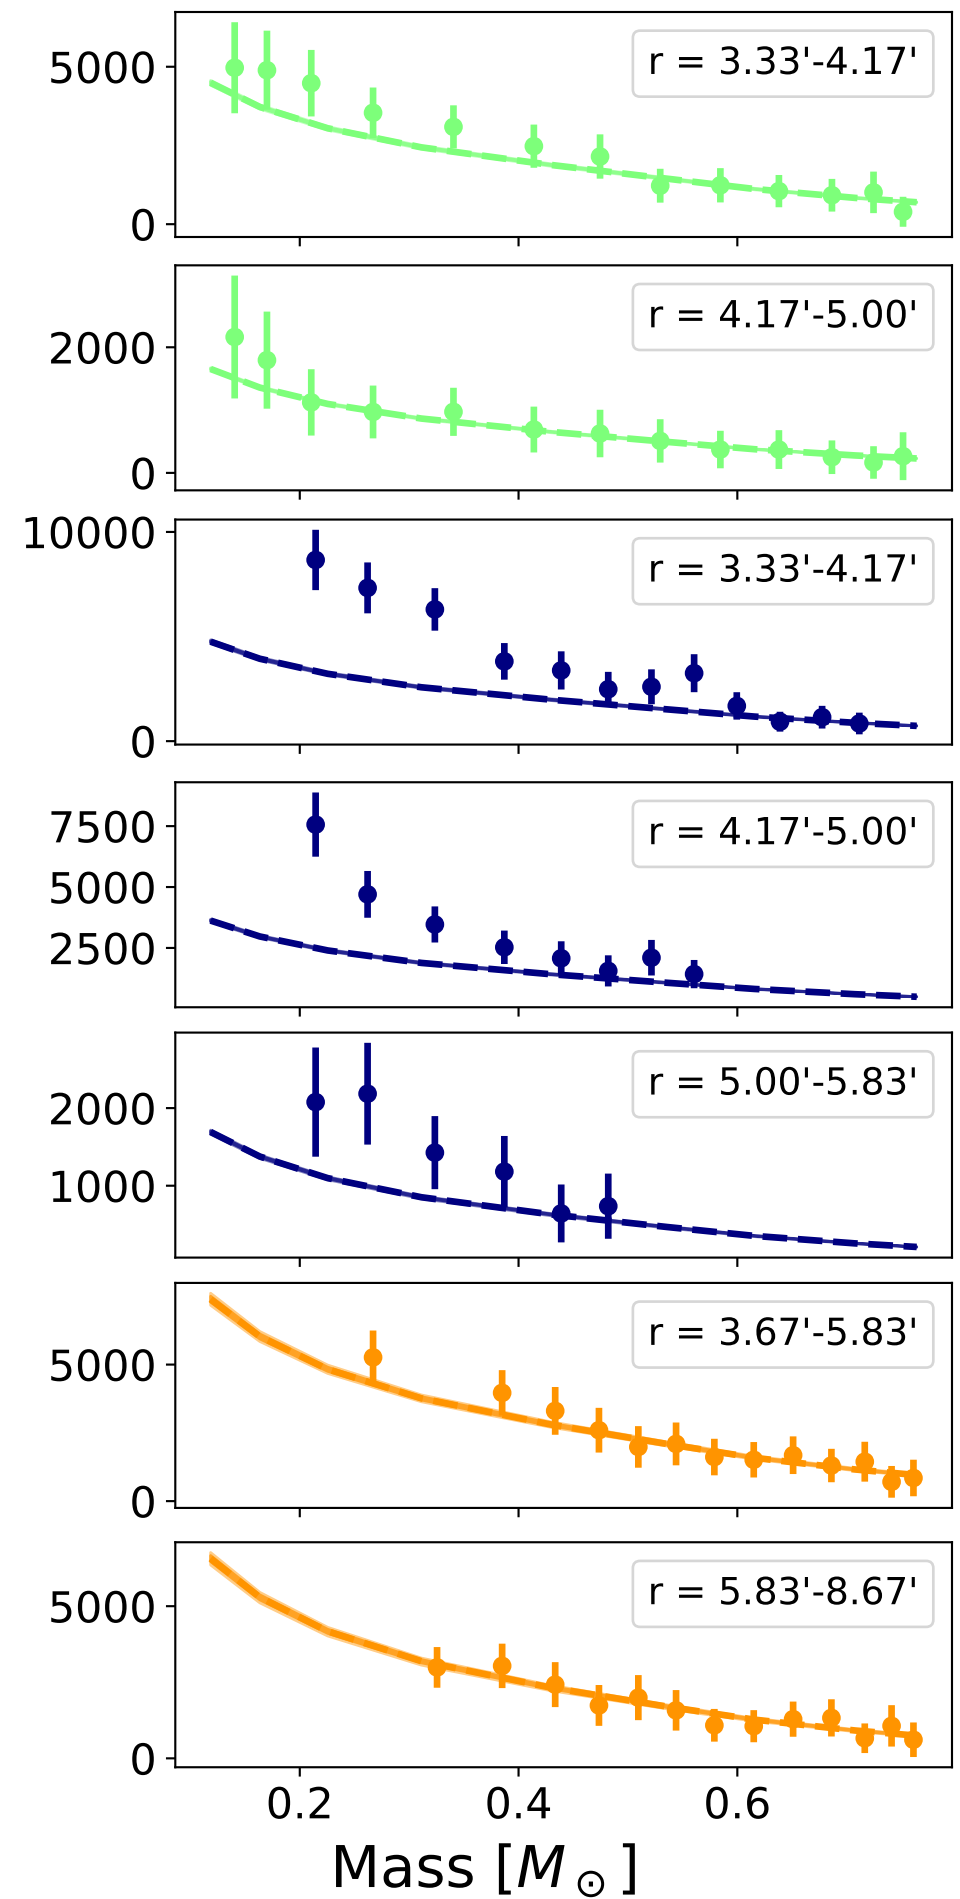 5000
r = 3.33'-4.17'
0
2000
r = 4.17'-5.00'
0
10000
r = 3.33'-4.17'
0
7500
r = 4.17'-5.00'
5000
2500
r = 5.00'-5.83'
2000
1000
r = 3.67'-5.83'
5000
0
r = 5.83'-8.67'
5000
0
0.2 0.4 0.6
Mass [M⊙]